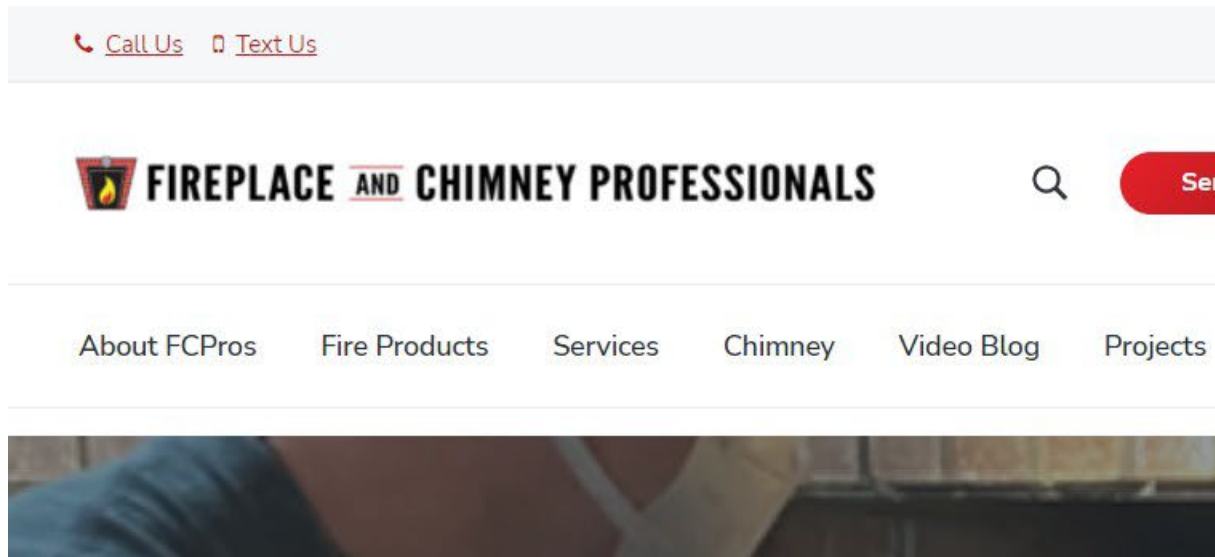 Call Us Text Us
FIREPLACE AND CHIMNEY PROFESSIONALS
About FCPros Fire Products Services Chimney Video Blog Projects